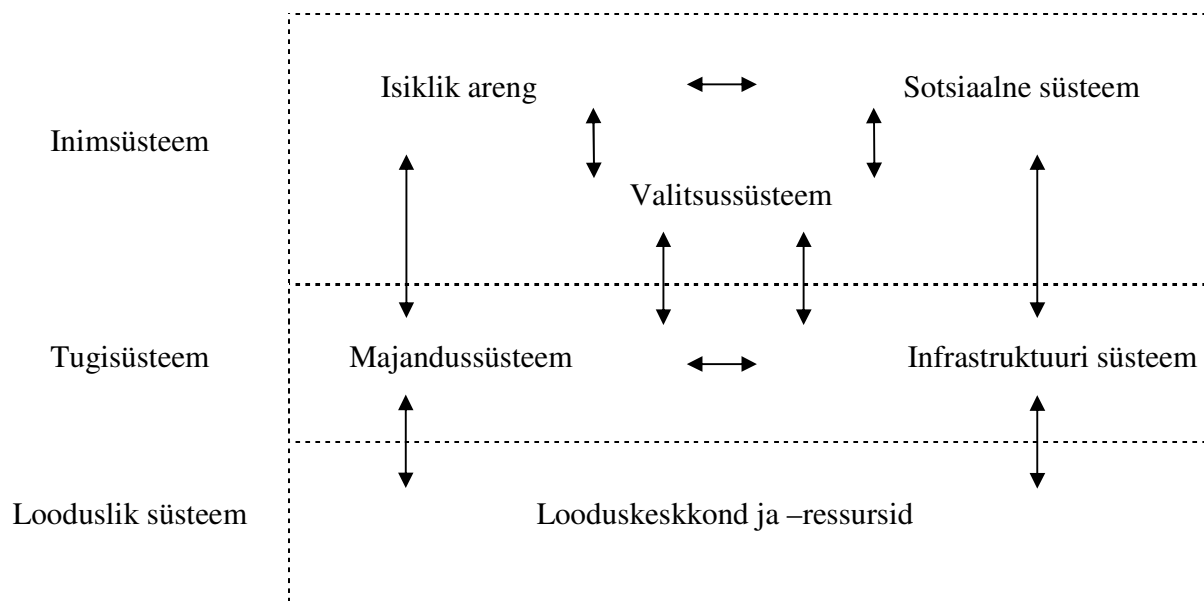 Isiklik areng
Sotsiaalne süsteem
Inimsüsteem
Valitsussüsteem
Tugisüsteem
Majandussüsteem
Infrastruktuuri süsteem
Looduslik süsteem
Looduskeskkond ja –ressursid